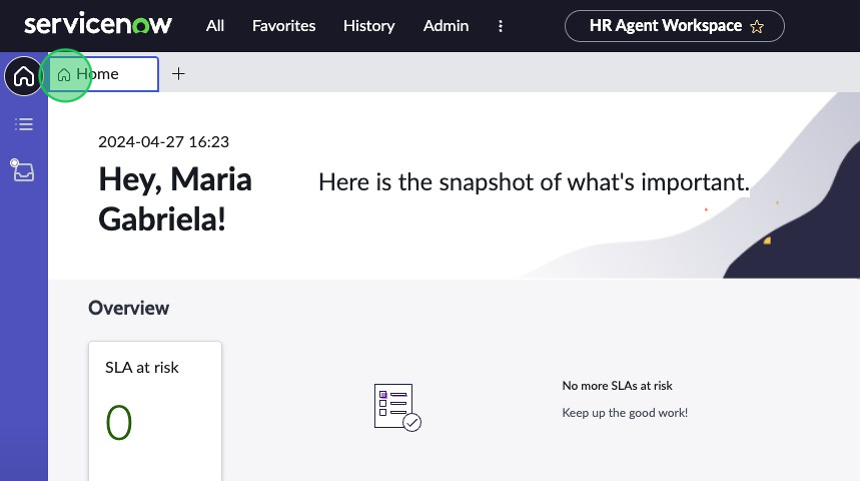 servicenow All Favorites History Admin HR Agent Workspace
Home
2024-04-27 16:23
Hey, Maria
Gabriela!
Here is the snapshot of what's important.
Overview
SLA at risk
0
No more SLAs at risk
Keep up the good work!